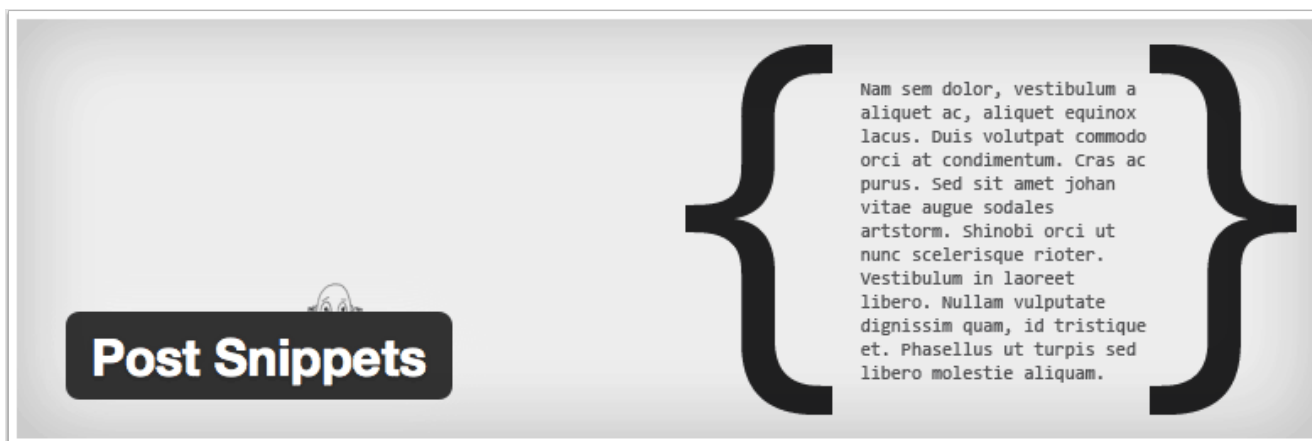 Nam sem dolor, vestibulum a
aliquet ac, aliquet equinox
lacus. Duis volutpat commodo
orci at condimentum. Cras ac
purus. Sed sit amet johan
vitae augue sodales
artstorm. Shinobi orci ut
nunc scelerisque rioter.
Vestibulum in laoreet
libero. Nullam vulputate
dignissim quam, id tristique
et. Phasellus ut turpis sed
libero molestie aliquam.
Post Snippets